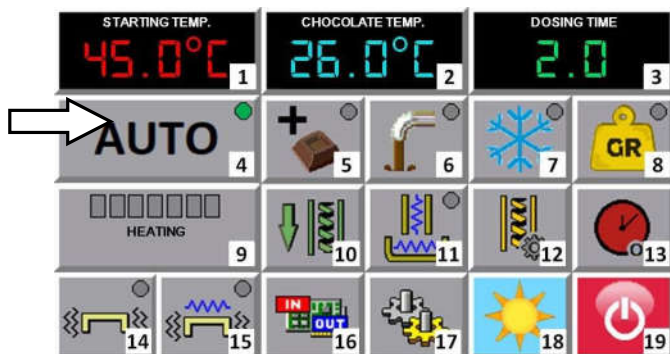 STARTING TEMP. CHOCOLATE TEMP. DOSING TIME
45.0°C 1 26.0°C 2 2.0 3
AUTO 4 5 6 7 GR 8
HEATING 9 10 11 12 13
14 15 IN OUT 16 17 18 19